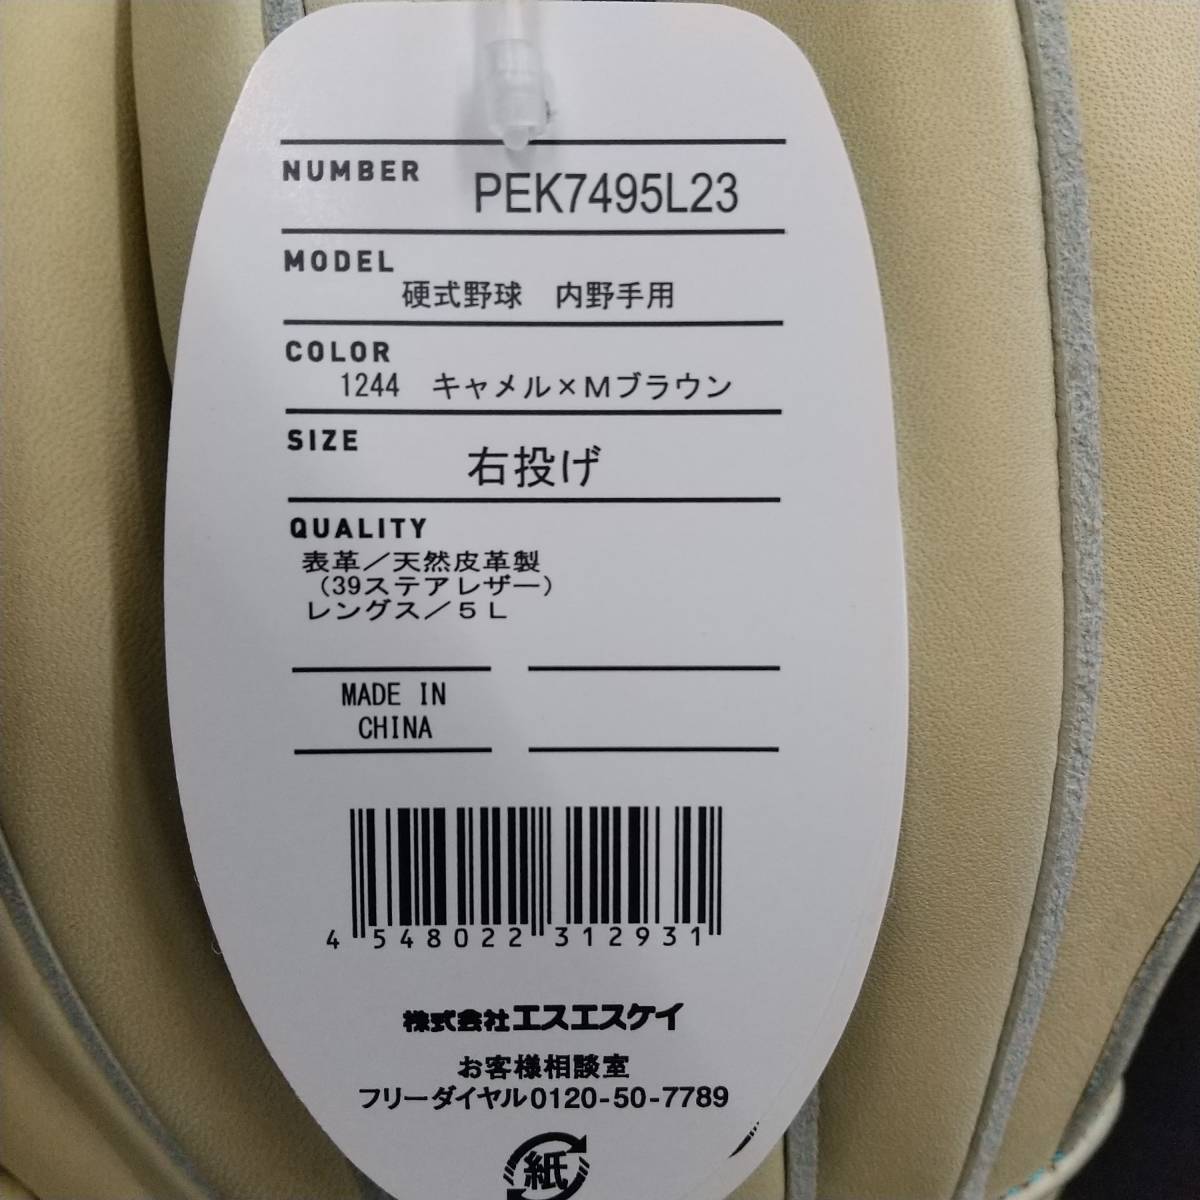 NUMBER PEK7495L23
MODEL
硬式野球　内野手用
COLOR
1244　キャメル×Mブラウン
SIZE
右投げ
QUALITY
表革／天然皮革製
（39ステアレザー）
レングス／5L
MADE IN
CHINA
4 548022 312931
株式会社エスエスケイ
お客様相談室
フリーダイヤル0120-50-7789
紙